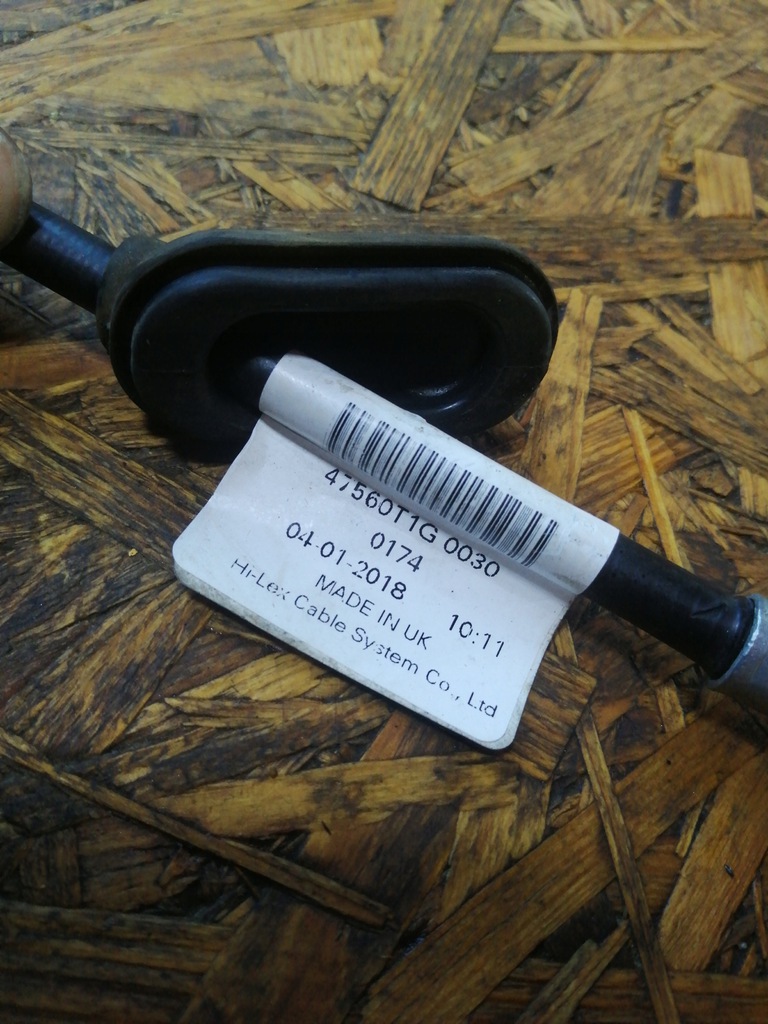 47560T1G 0030
0174
04-01-2018 10:11
MADE IN UK
Hi-Lex Cable System Co., Ltd